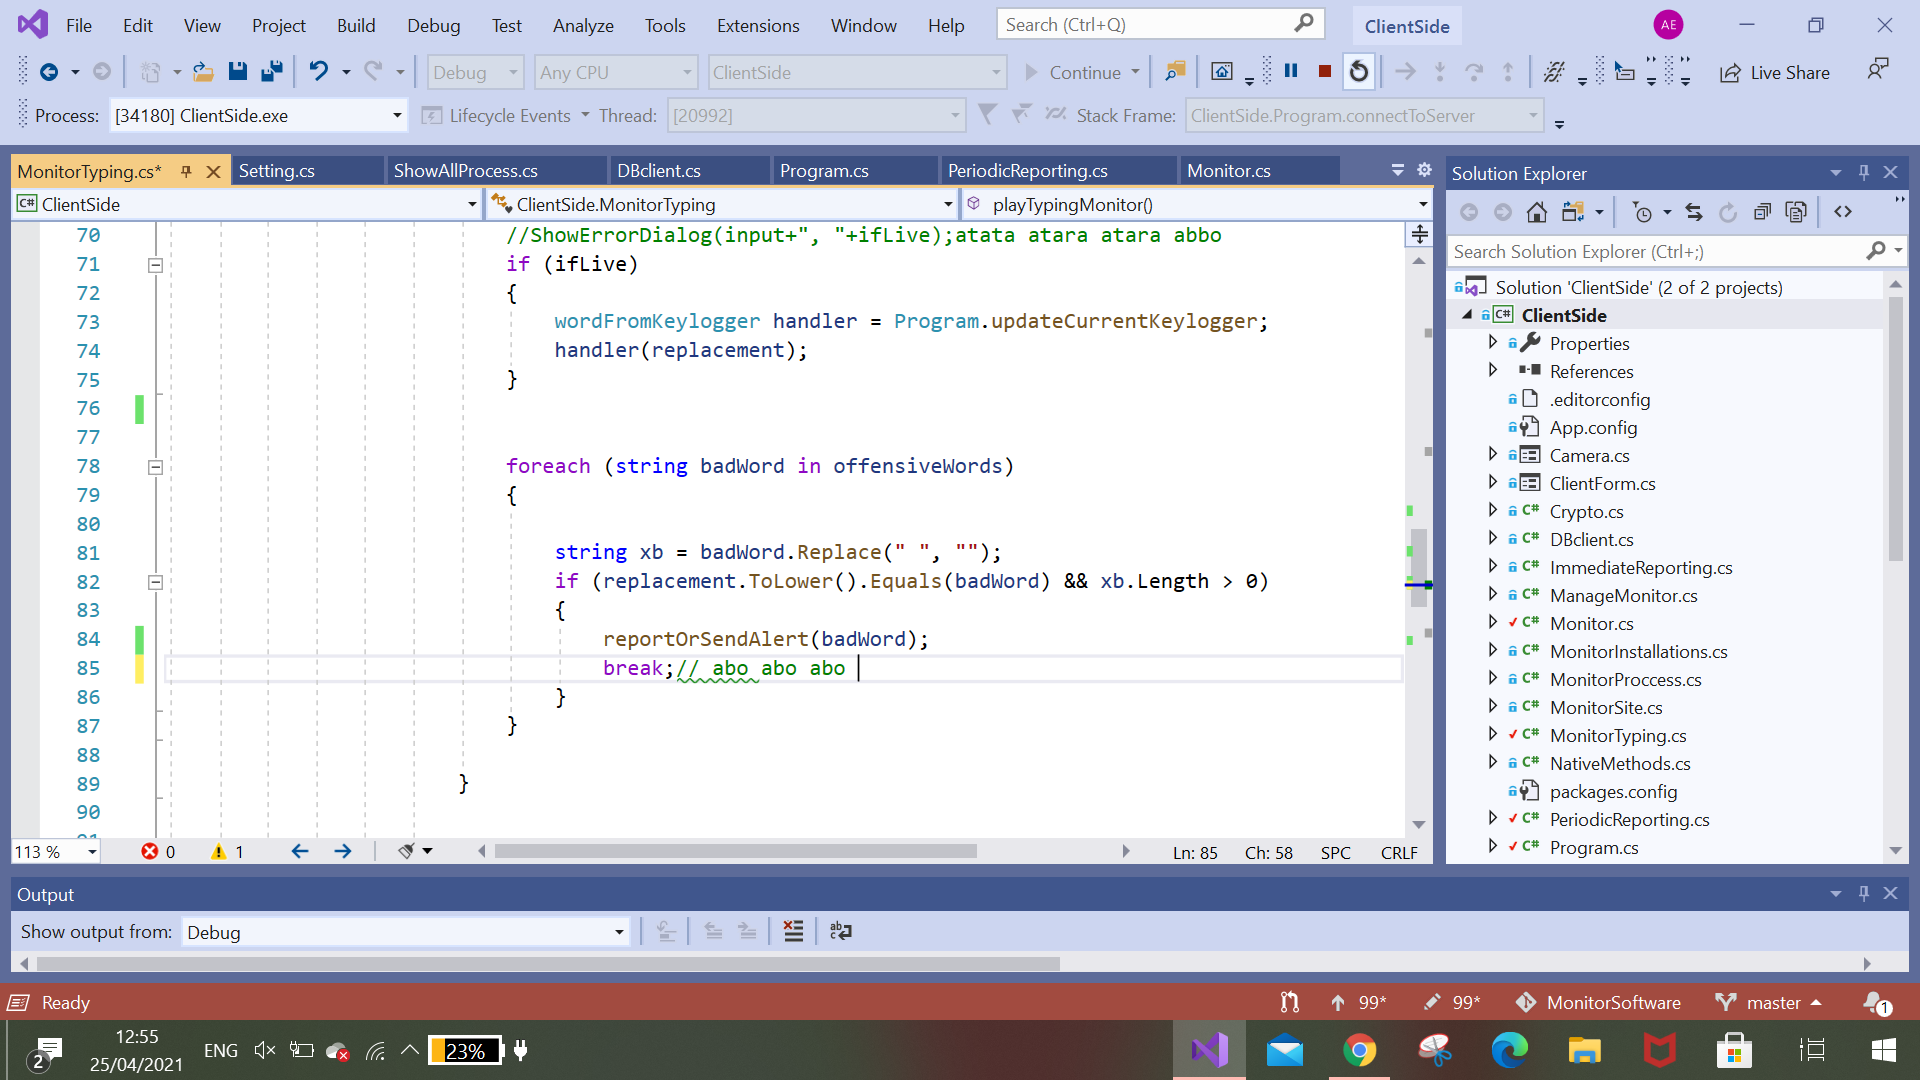 File Edit View Project Build Debug Test Analyze Tools Extensions Window Help Search (Ctrl+Q) ClientSide AE
Debug Any CPU ClientSide Continue Live Share
Process: [34180] ClientSide.exe Lifecycle Events Thread: [20992] Stack Frame: ClientSide.Program.connectToServer
MonitorTyping.cs* Setting.cs ShowAllProcess.cs DBclient.cs Program.cs PeriodicReporting.cs Monitor.cs
C# ClientSide ClientSide.MonitorTyping playTypingMonitor()
70 //ShowErrorDialog(input+", "+ifLive);atata atara atara abbo
71 if (ifLive)
72 {
73 wordFromKeylogger handler = Program.updateCurrentKeylogger;
74 handler(replacement);
75 }
76
77
78 foreach (string badWord in offensiveWords)
79 {
80
81 string xb = badWord.Replace(" ", "");
82 if (replacement.ToLower().Equals(badWord) && xb.Length > 0)
83 {
84 reportOrSendAlert(badWord);
85 break;// abo abo abo
86 }
87 }
88
89 }
90
113 % 0 1 Ln: 85 Ch: 58 SPC CRLF
Solution Explorer
Search Solution Explorer (Ctrl+;)
Solution 'ClientSide' (2 of 2 projects)
C# ClientSide
Properties
References
.editorconfig
App.config
Camera.cs
ClientForm.cs
C# Crypto.cs
C# DBclient.cs
C# ImmediateReporting.cs
C# ManageMonitor.cs
C# Monitor.cs
C# MonitorInstallations.cs
C# MonitorProccess.cs
C# MonitorSite.cs
C# MonitorTyping.cs
C# NativeMethods.cs
packages.config
C# PeriodicReporting.cs
C# Program.cs
Output
Show output from: Debug
Ready 99* 99* MonitorSoftware master 1
2 12:55 ENG 23%
25/04/2021